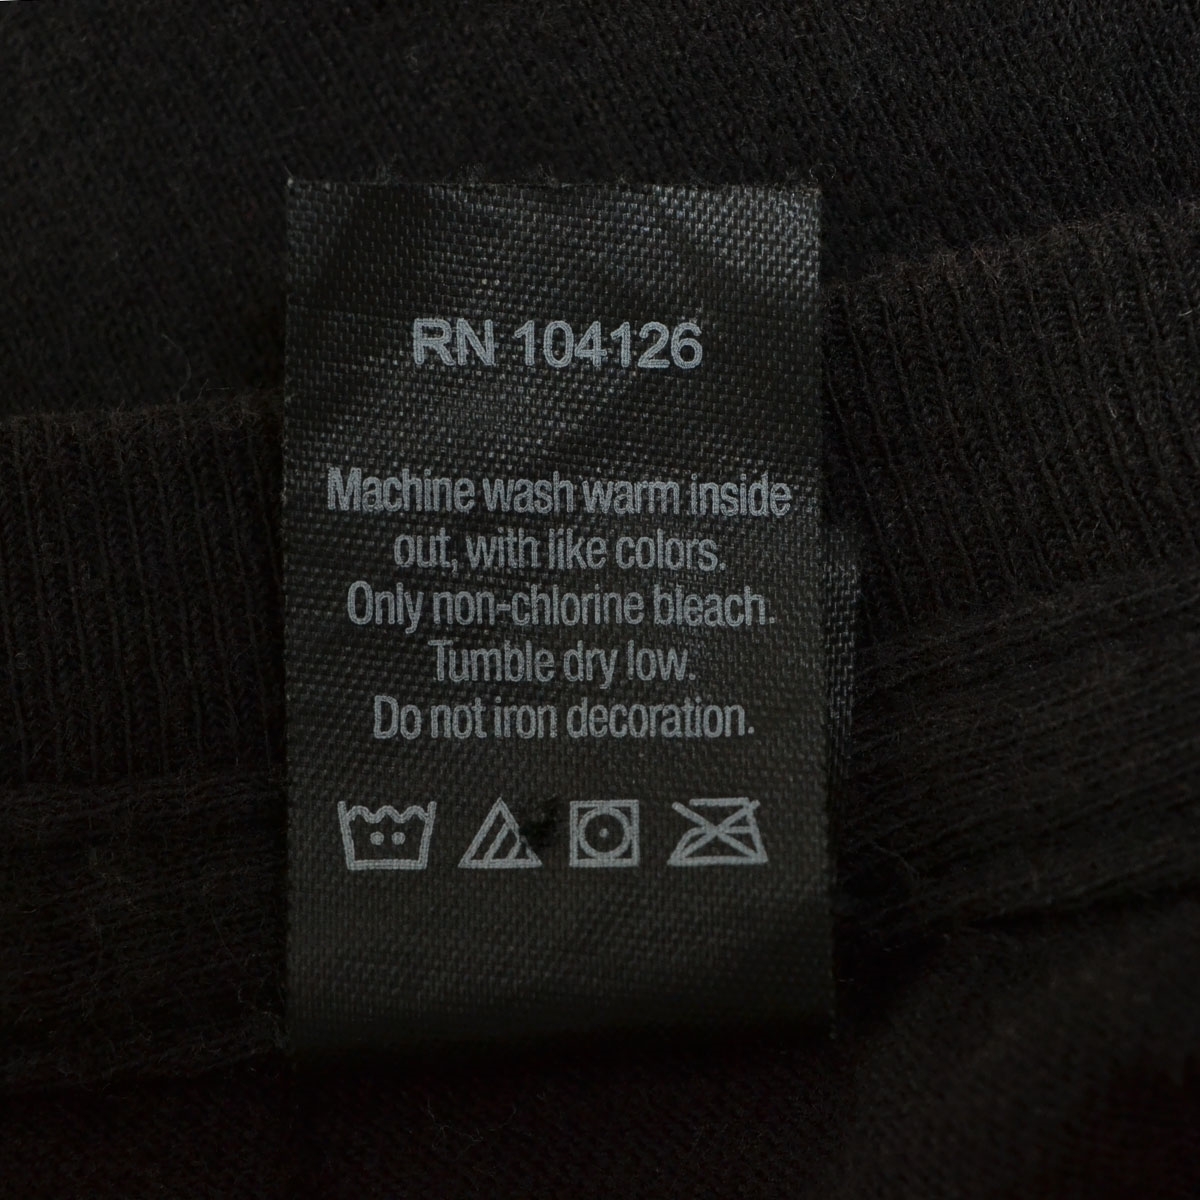 RN 104126
Machine wash warm inside
out, with like colors.
Only non-chlorine bleach.
Tumble dry low.
Do not iron decoration.